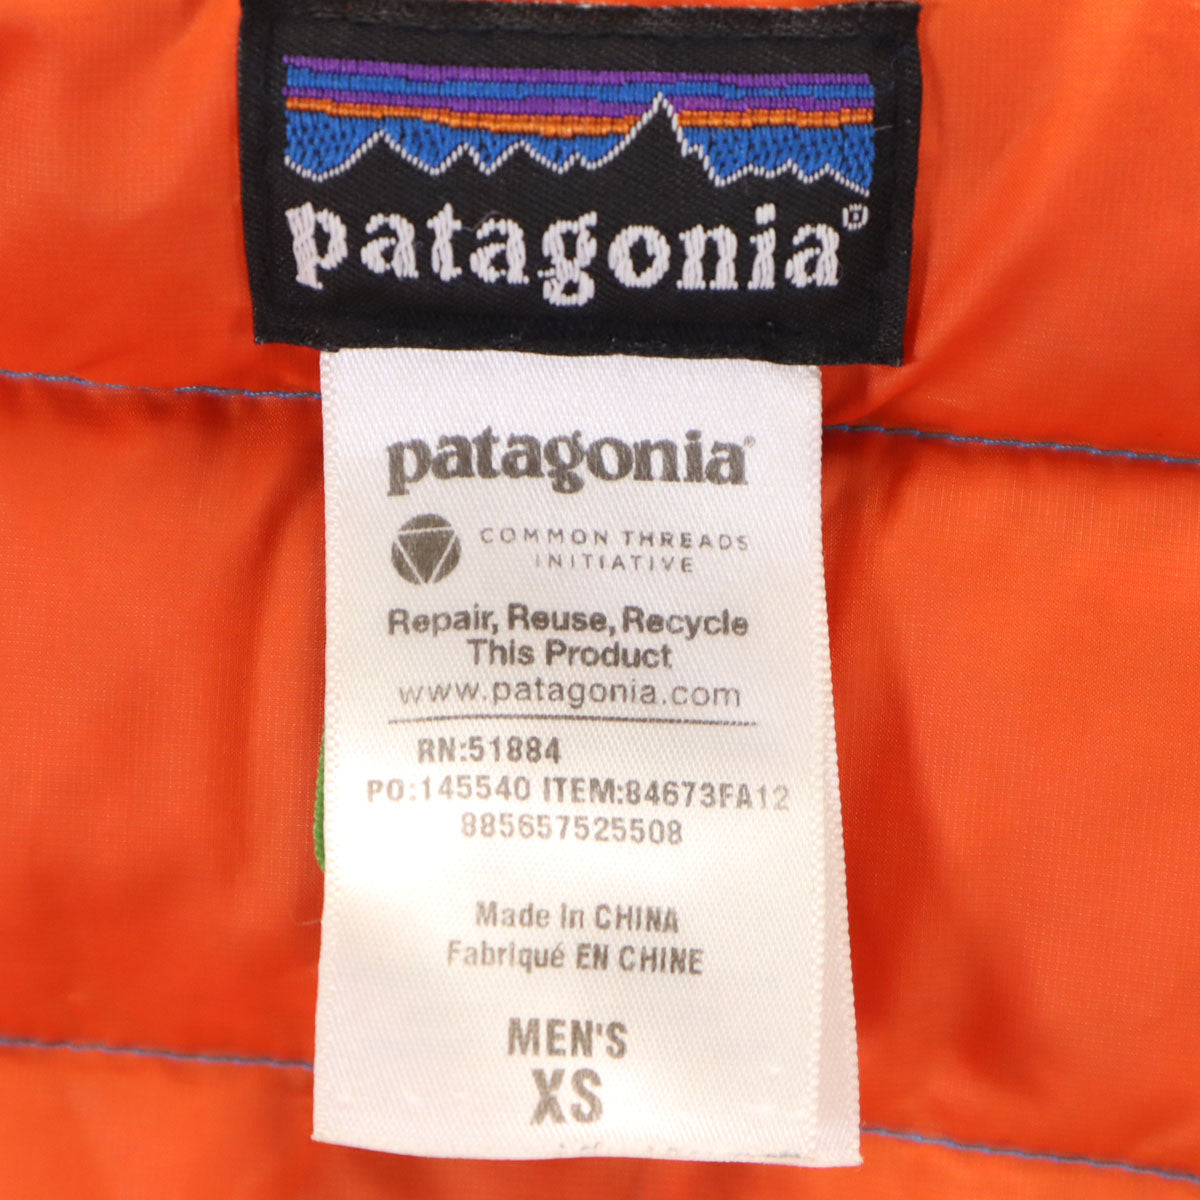 patagonia®
patagonia®
COMMON THREADS
INITIATIVE
Repair, Reuse, Recycle
This Product
www.patagonia.com
RN:51884
PO:145540 ITEM:84673FA12
885657525508
Made in CHINA
Fabriqué EN CHINE
MEN'S
XS